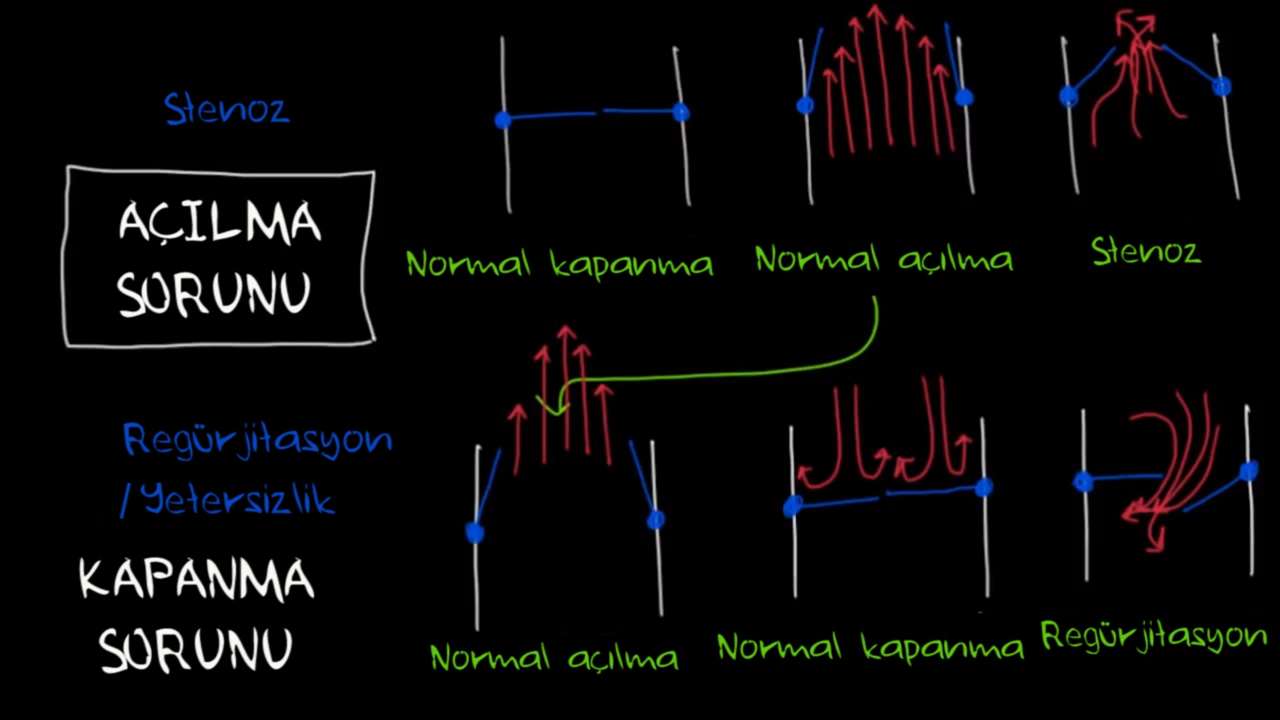 Stenoz
AÇILMA
SORUNU
Normal kapanma
Normal açılma
Stenoz
Regürjitasyon
/Yetersizlik
KAPANMA
SORUNU
Normal açılma
Normal kapanma
Regürjitasyon